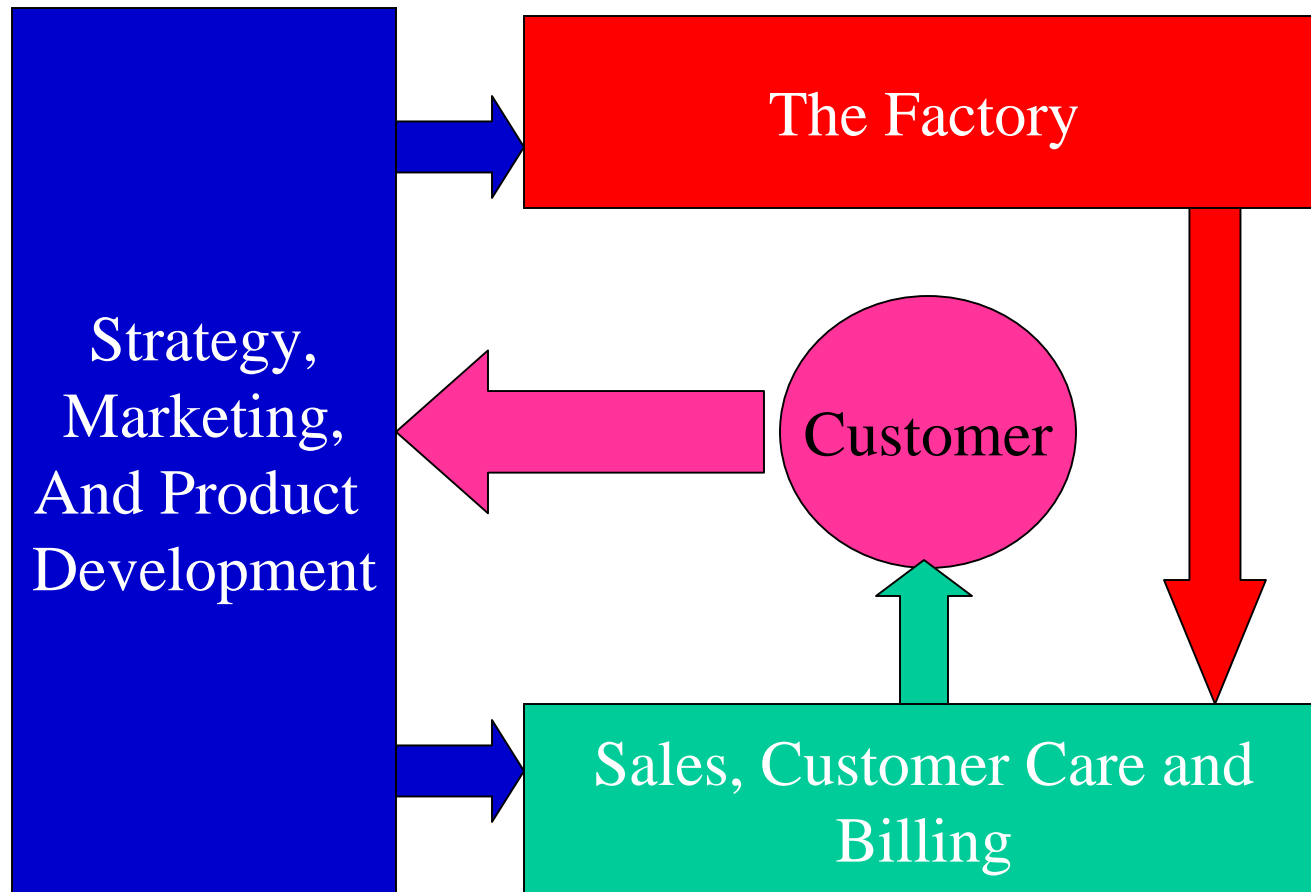 The Factory
Strategy,
Marketing,
And Product
Development
Customer
Sales, Customer Care and
Billing